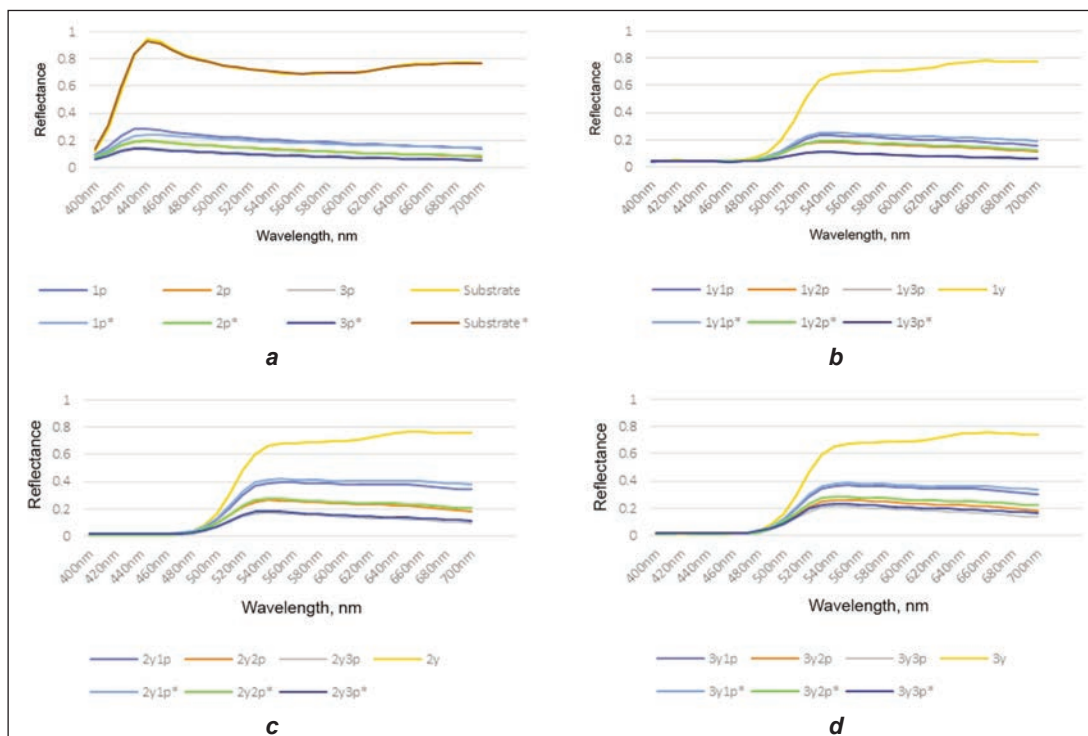 1
0.8
0.6
0.4
0.2
0
Reflectance
400nm 420nm 440nm 460nm 480nm 500nm 520nm 540nm 560nm 580nm 600nm 620nm 640nm 660nm 680nm 700nm
Wavelength, nm
1p 2p 3p Substrate
1p* 2p* 3p* Substrate*
a
1
0.8
0.6
0.4
0.2
0
Reflectance
400nm 420nm 440nm 460nm 480nm 500nm 520nm 540nm 560nm 580nm 600nm 620nm 640nm 660nm 680nm 700nm
Wavelength, nm
1y1p 1y2p 1y3p 1y
1y1p* 1y2p* 1y3p*
b
1
0.8
0.6
0.4
0.2
0
Reflectance
400nm 420nm 440nm 460nm 480nm 500nm 520nm 540nm 560nm 580nm 600nm 620nm 640nm 660nm 680nm 700nm
Wavelength, nm
2y1p 2y2p 2y3p 2y
2y1p* 2y2p* 2y3p*
c
1
0.8
0.6
0.4
0.2
0
Reflectance
400nm 420nm 440nm 460nm 480nm 500nm 520nm 540nm 560nm 580nm 600nm 620nm 640nm 660nm 680nm 700nm
Wavelength, nm
3y1p 3y2p 3y3p 3y
3y1p* 3y2p* 3y3p*
d